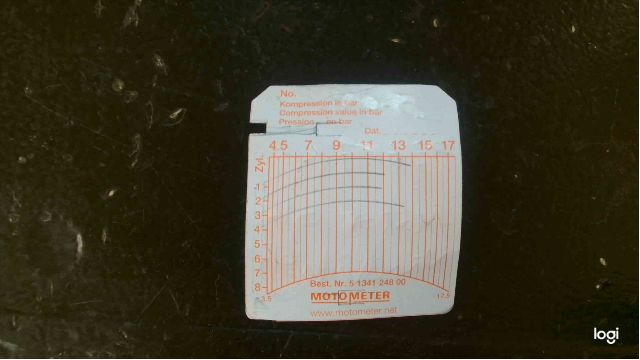 No.
Kompression in bar
Compression value in bar
Pression en bar
Dat.
4 5 7 9 11 13 15 17
Zyl.
1
2
3
4
5
6
7
8
3.5 17.5
Best. Nr. 5 1341 248 00
MOTOMETER
www.motometer.net
logi